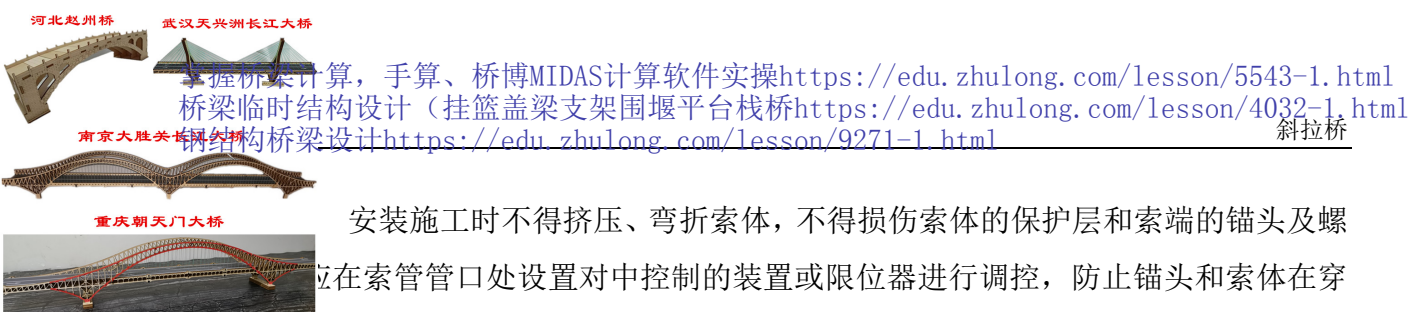 河北赵州桥
武汉天兴洲长江大桥
掌握桥梁计算，手算、桥博MIDAS计算软件实操https://edu.zhulong.com/lesson/5543-1.html
桥梁临时结构设计（挂篮盖梁支架围堰平台栈桥https://edu.zhulong.com/lesson/4032-1.html
南京大胜关长江大桥
钢结构桥梁设计https://edu.zhulong.com/lesson/9271-1.html
斜拉桥
重庆朝天门大桥
安装施工时不得挤压、弯折索体，不得损伤索体的保护层和索端的锚头及螺
应在索管管口处设置对中控制的装置或限位器进行调控，防止锚头和索体在穿